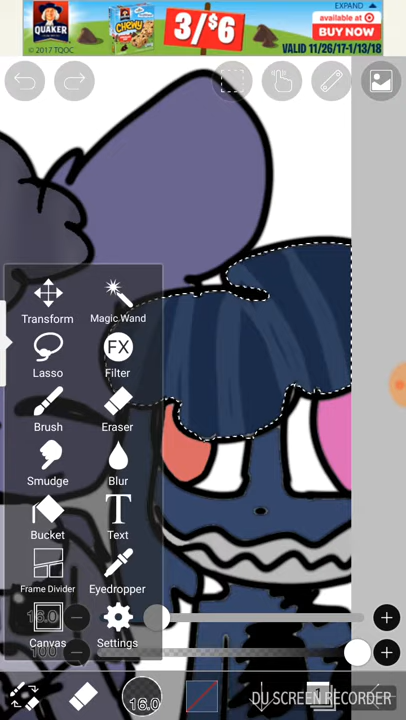 EXPAND
QUAKER
CHEWY
3/$6
available at
BUY NOW
© 2017 TQOC
VALID 11/26/17-1/13/18
Transform
Magic Wand
FX
Lasso
Filter
Brush
Eraser
Smudge
Blur
T
Bucket
Text
Frame Divider
Eyedropper
16.0
Canvas
Settings
100
16.0
DU SCREEN RECORDER